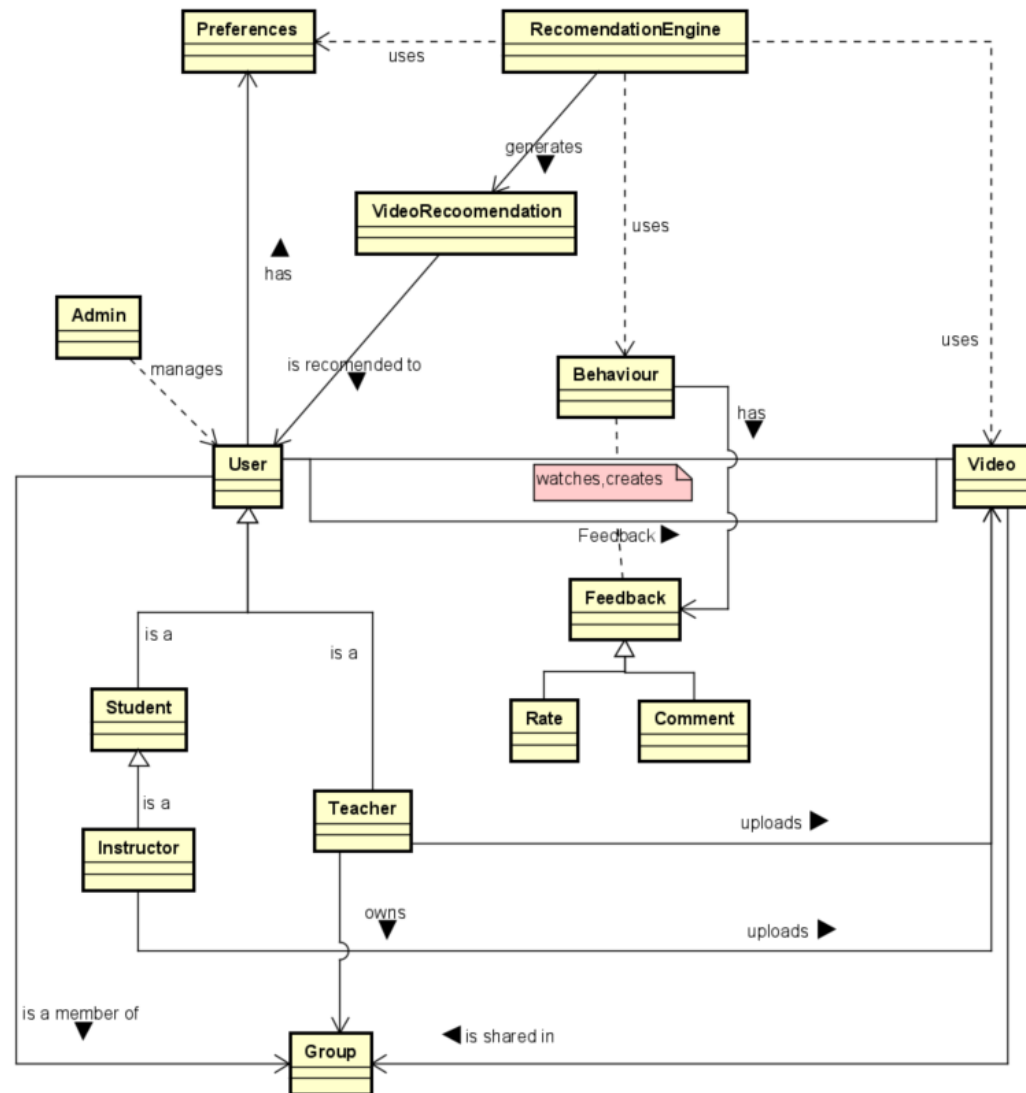 Preferences
RecomendationEngine
uses
generates
VideoRecoomendation
uses
has
Admin
uses
manages
is recomended to
Behaviour
has
User
Video
watches,creates
Feedback
Feedback
is a
is a
Student
Rate
Comment
is a
Teacher
uploads
Instructor
owns
uploads
is a member of
is shared in
Group